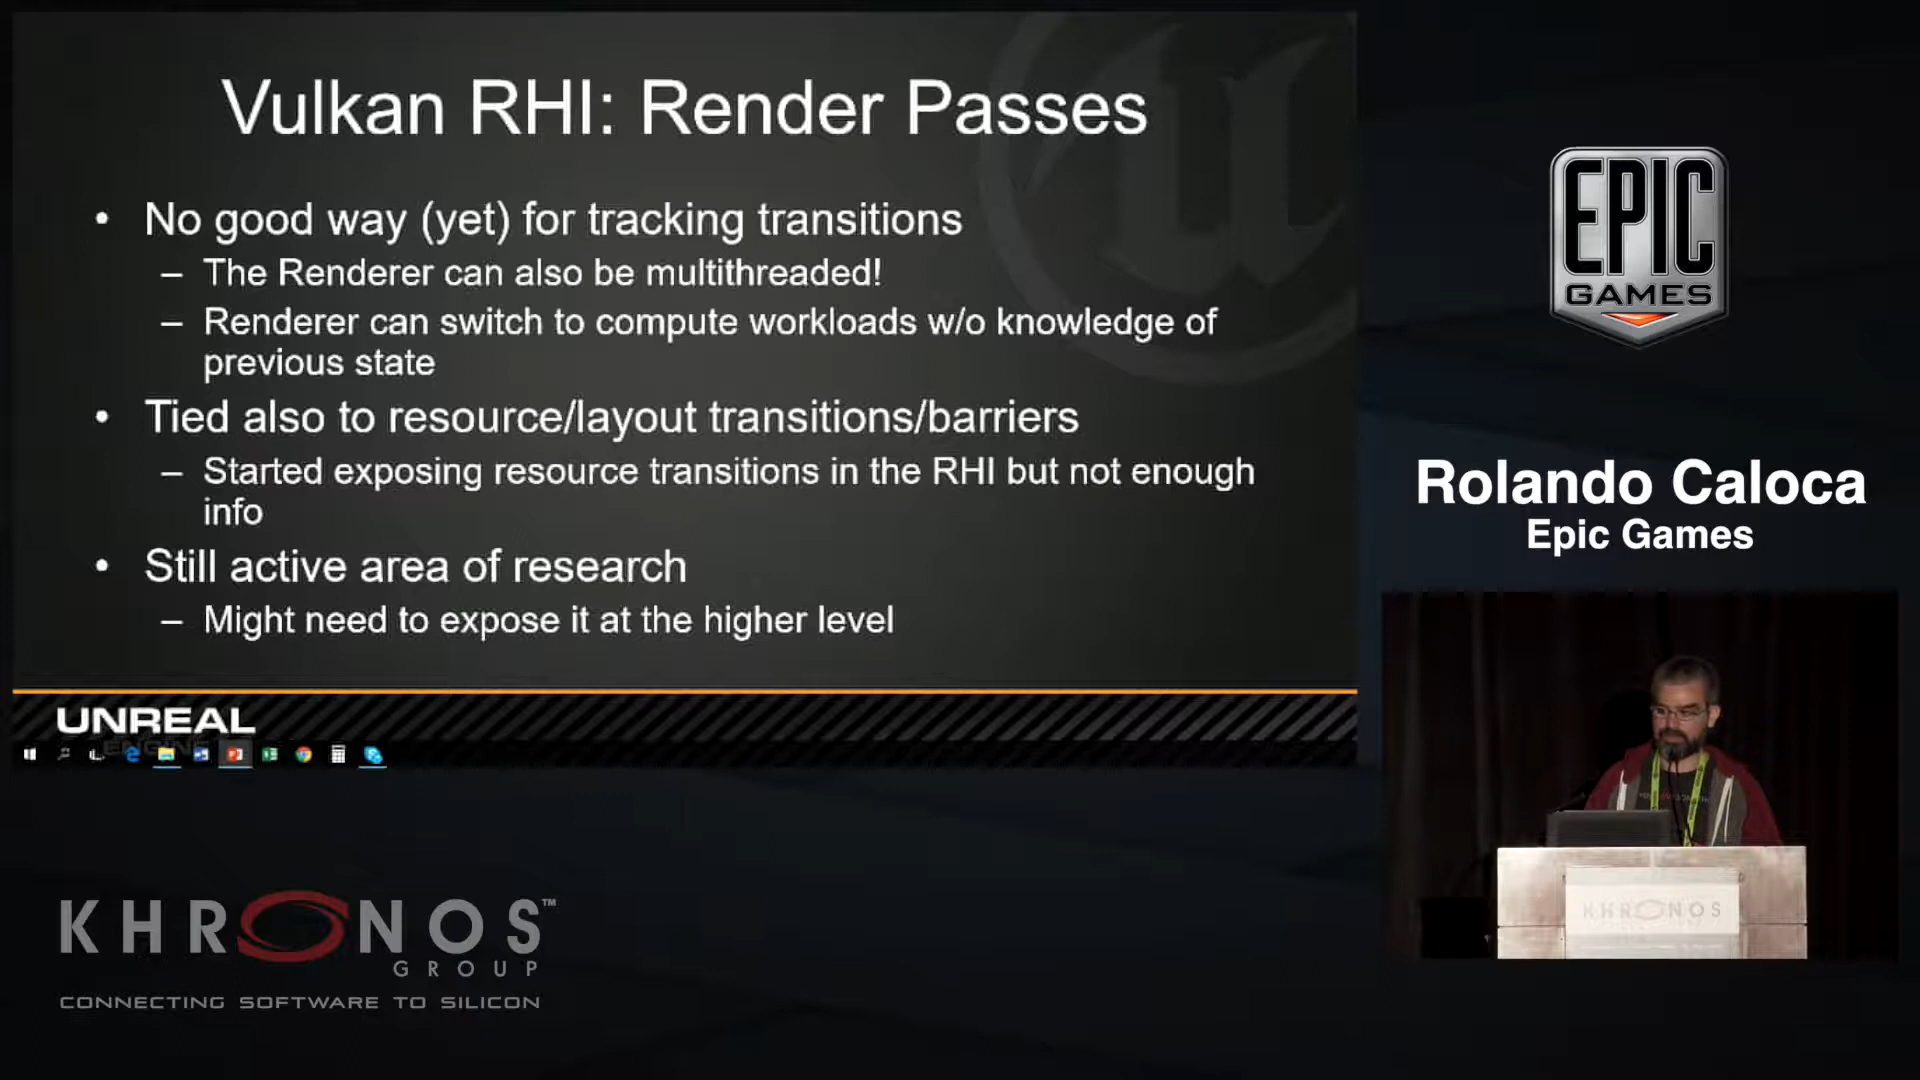 Vulkan RHI: Render Passes
• No good way (yet) for tracking transitions
– The Renderer can also be multithreaded!
– Renderer can switch to compute workloads w/o knowledge of
previous state
• Tied also to resource/layout transitions/barriers
– Started exposing resource transitions in the RHI but not enough
info
• Still active area of research
– Might need to expose it at the higher level
UNREAL
ENGINE
EPIC
GAMES
Rolando Caloca
Epic Games
KHRONOS
KHRONOS™
GROUP
CONNECTING SOFTWARE TO SILICON